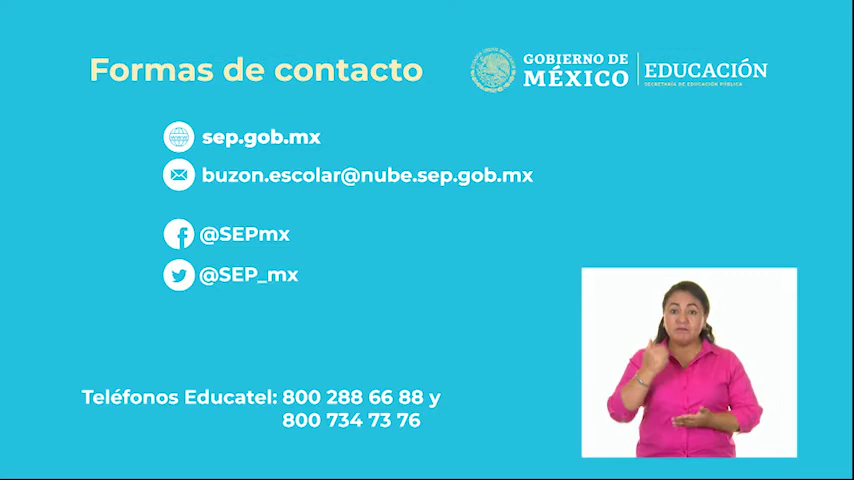 Formas de contacto
GOBIERNO DE
MÉXICO
EDUCACIÓN
SECRETARÍA DE EDUCACIÓN PÚBLICA
sep.gob.mx
buzon.escolar@nube.sep.gob.mx
@SEPmx
@SEP_mx
Teléfonos Educatel: 800 288 66 88 y
800 734 73 76